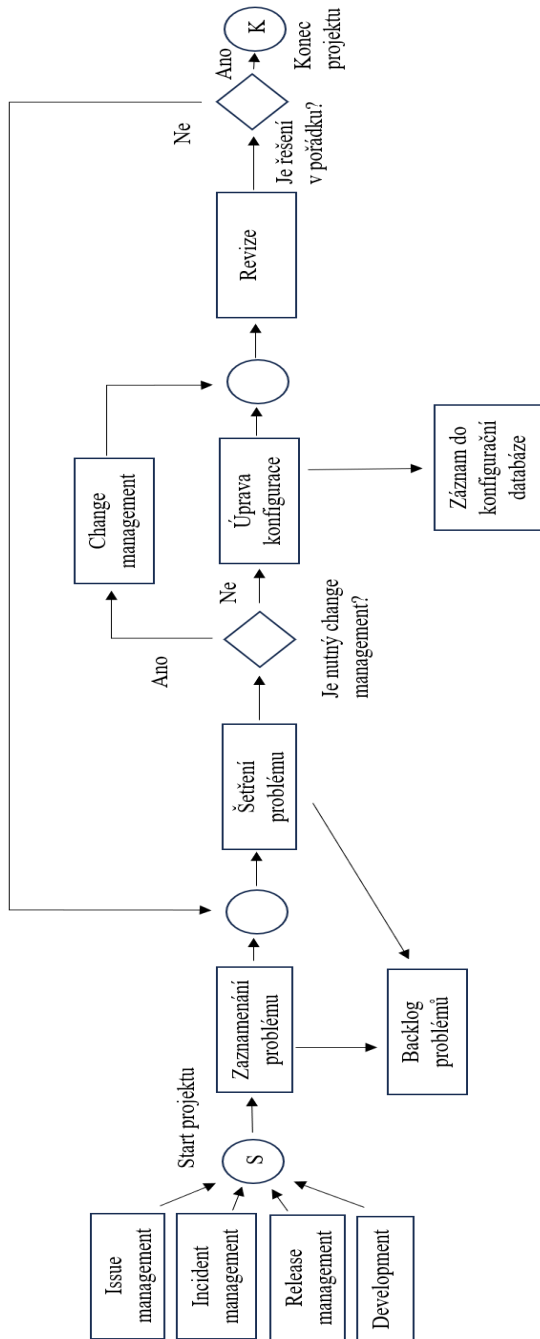 Issue
management
Incident
management
Release
management
Development
Start projektu
S
Zaznamenání
problému
Backlog
problémů
Šetření
problému
Je nutný change
management?
Ano
Ne
Change
management
Úprava
konfigurace
Záznam do
konfigurační
databáze
Revize
Je řešení
v pořádku?
Ne
Ano
K
Konec
projektu